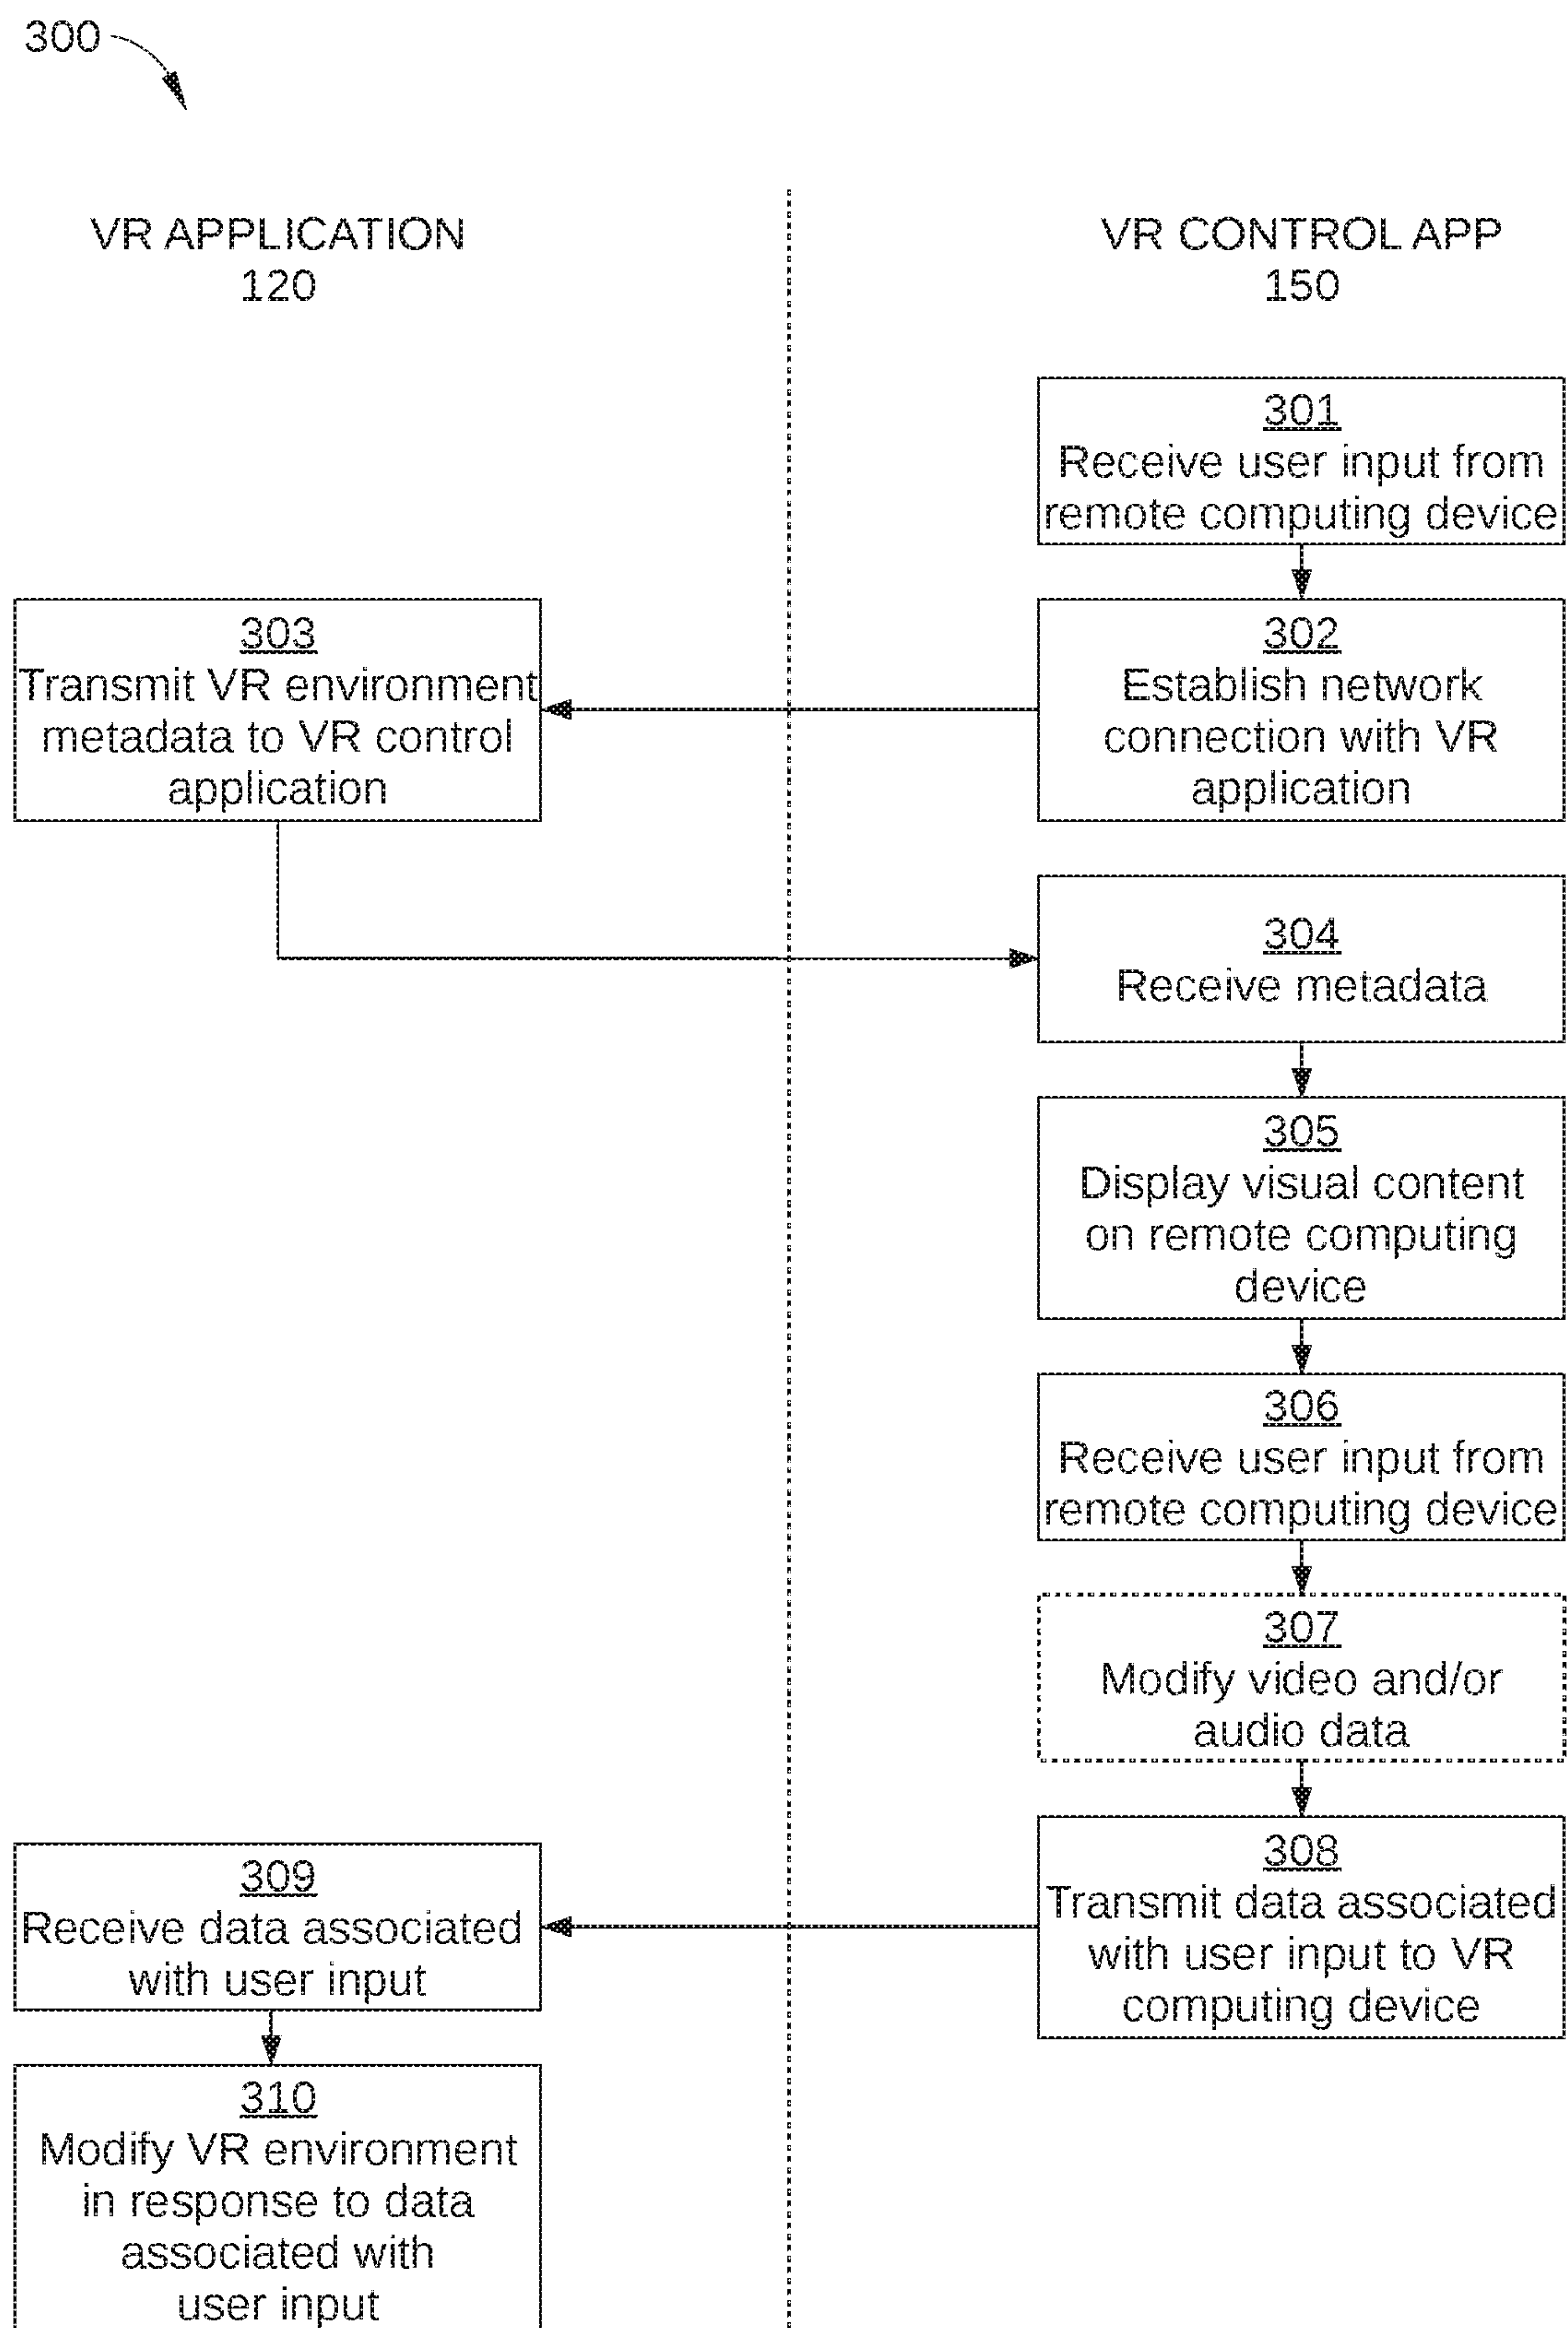 300
VR APPLICATION
120
VR CONTROL APP
150
301
Receive user input from
remote computing device
302
Establish network
connection with VR
application
303
Transmit VR environment
metadata to VR control
application
304
Receive metadata
305
Display visual content
on remote computing
device
306
Receive user input from
remote computing device
307
Modify video and/or
audio data
308
Transmit data associated
with user input to VR
computing device
309
Receive data associated
with user input
310
Modify VR environment
in response to data
associated with
user input